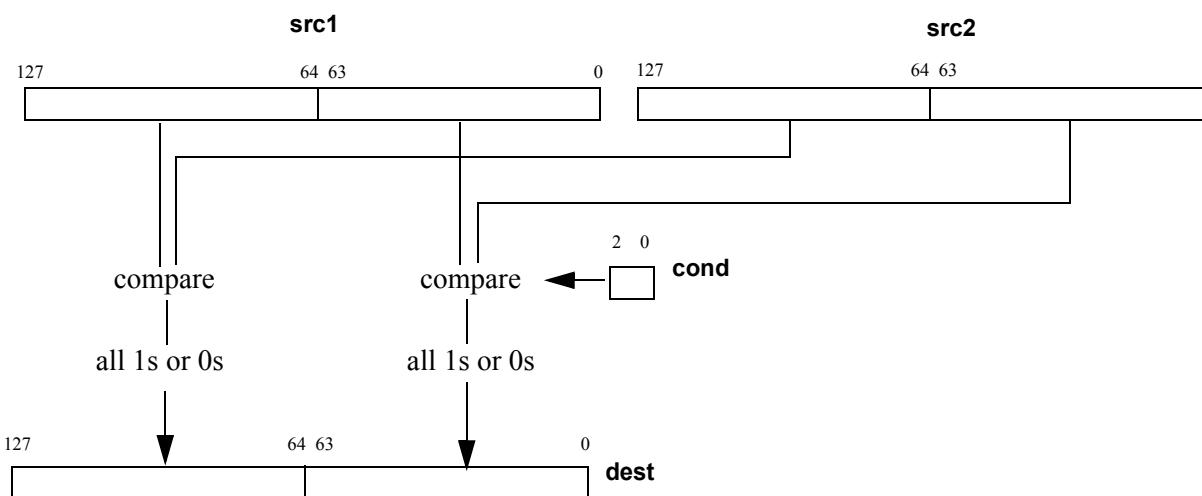 src1
src2
127 64 63 0
127 64 63
2 0
cond
compare
compare
all 1s or 0s
all 1s or 0s
127 64 63 0
dest